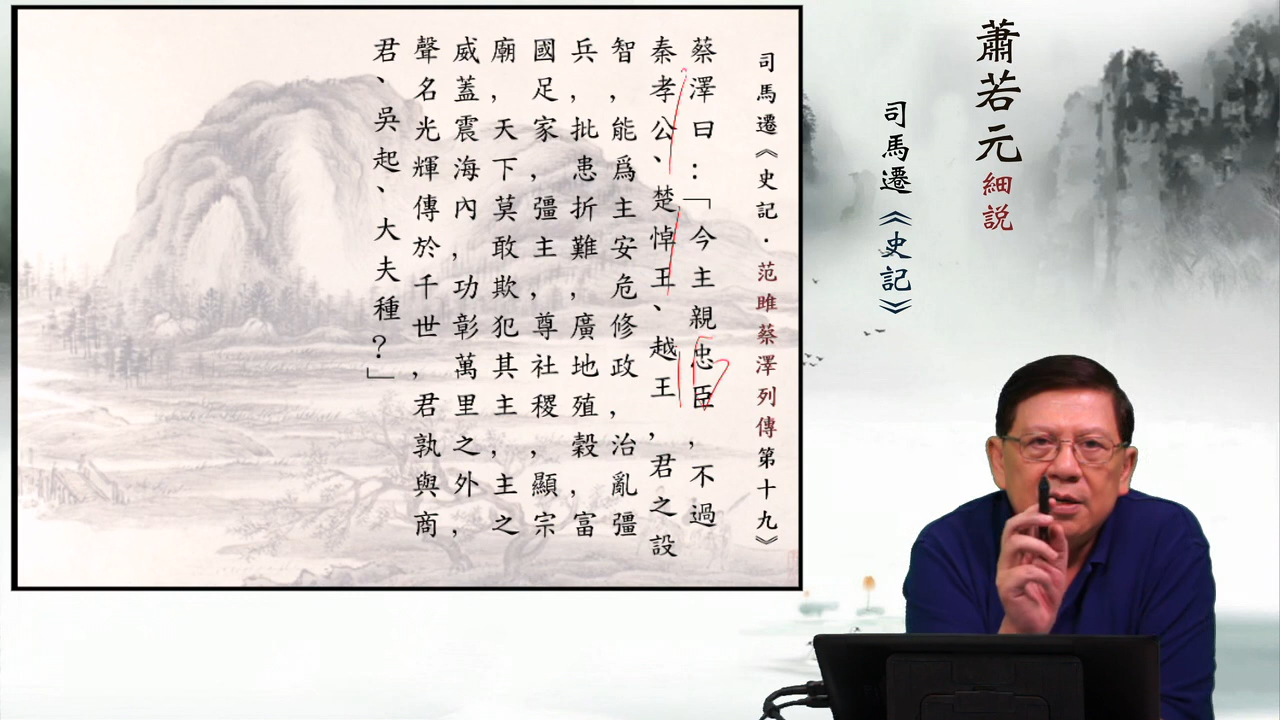 蕭若元細説
司馬遷《史記》
司馬遷《史記．范雎蔡澤列傳第十九》
蔡澤曰：「今主親忠臣，不過
秦孝公、楚悼王、越王，君之設
智，能爲主安危修政，治亂彊
兵，批患折難，廣地殖穀，富
國足家，彊主，尊社稷，顯宗
廟，天下莫敢欺犯其主，主之
威蓋震海內，功彰萬里之外，
聲名光輝傳於千世，君孰與商
君、吳起、大夫種？」